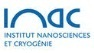 inac
INSTITUT NANOSCIENCES
ET CRYOGÉNIE